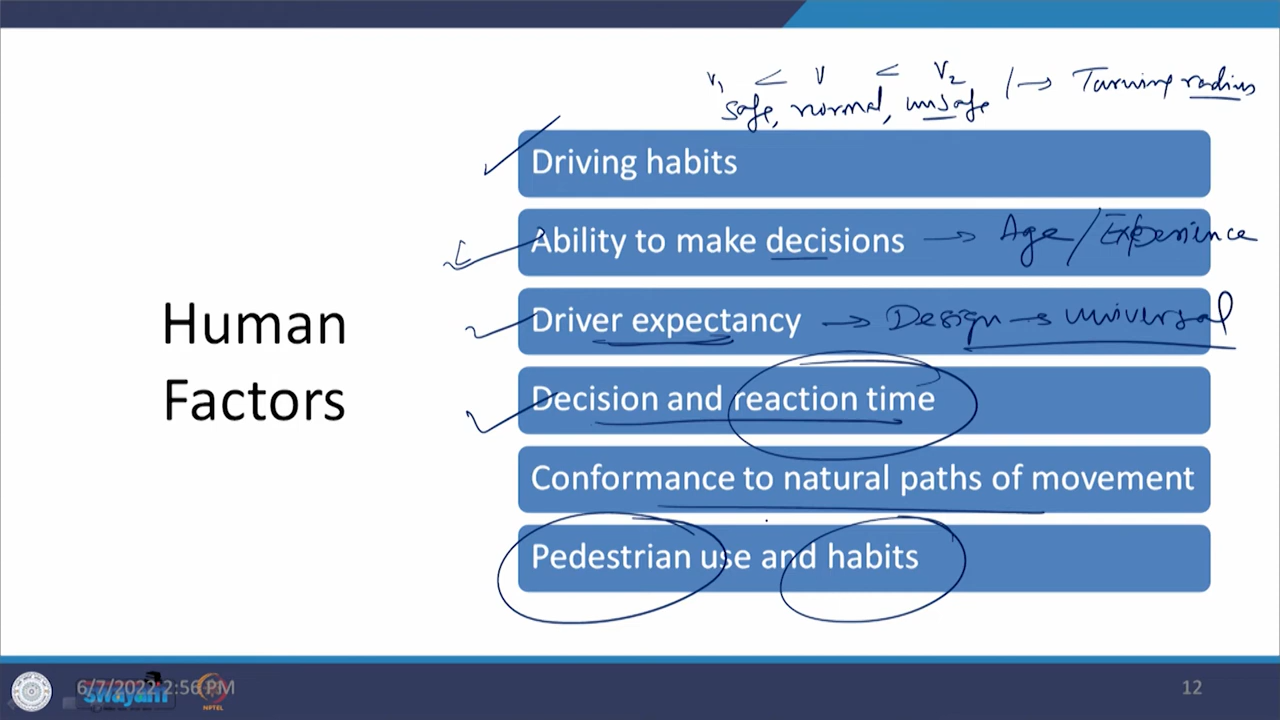 v₁ < v < v₂
safe, normal, unsafe / → Turning radius
Driving habits
Ability to make decisions → Age/Experience
Driver expectancy → Design → universal
Human
Factors
Decision and reaction time
Conformance to natural paths of movement
Pedestrian use and habits
6/7/2022 2:56 PM
swayam
NPTEL
12